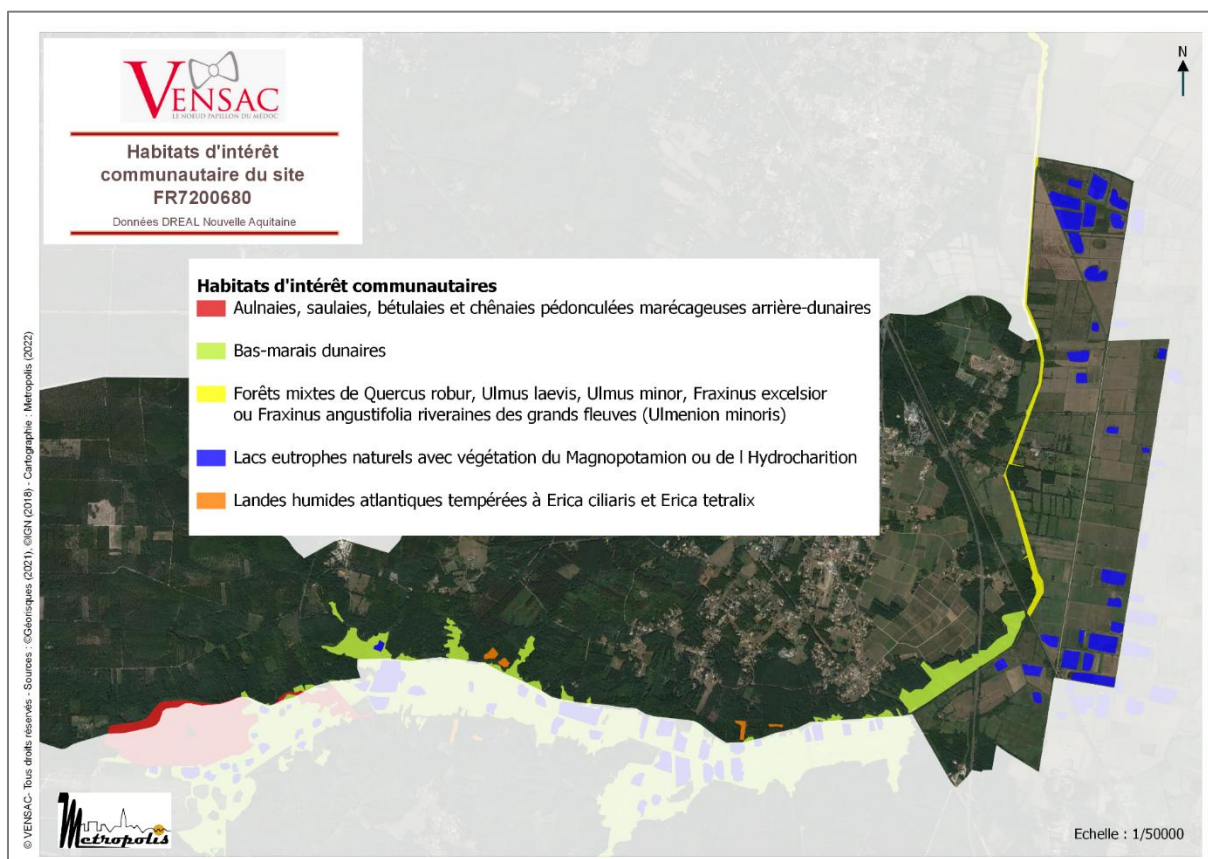 VENSAC
LE NOEUD PAPILLON DU MÉDOC
Habitats d'intérêt
communautaire du site
FR7200680
Données DREAL Nouvelle Aquitaine
N
Habitats d'intérêt communautaires
Aulnaies, saulaies, bétulaies et chênaies pédonculées marécageuses arrière-dunaires
Bas-marais dunaires
Forêts mixtes de Quercus robur, Ulmus laevis, Ulmus minor, Fraxinus excelsior
ou Fraxinus angustifolia riveraines des grands fleuves (Ulmenion minoris)
Lacs eutrophes naturels avec végétation du Magnopotamion ou de l Hydrocharition
Landes humides atlantiques tempérées à Erica ciliaris et Erica tetralix
© VENSAC- Tous droits réservés - Sources : ©Géorisques (2021), ©IGN (2018) - Cartographie : Metropolis (2022)
Metropolis
Echelle : 1/50000